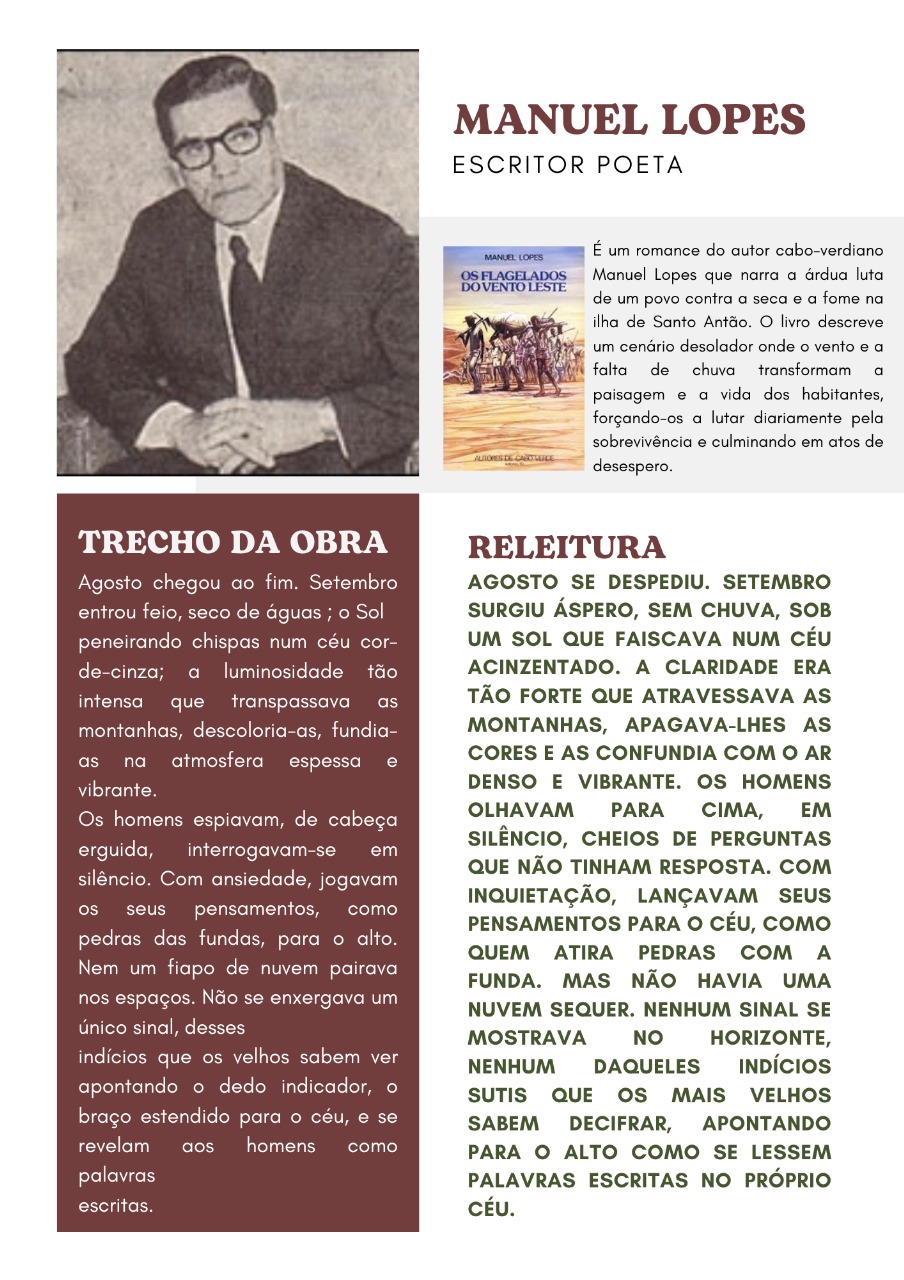 MANUEL LOPES
ESCRITOR POETA
MANUEL LOPES
OS FLAGELADOS
DO VENTO LESTE
AUTORES DE CABO VERDE
É um romance do autor cabo-verdiano
Manuel Lopes que narra a árdua luta
de um povo contra a seca e a fome na
ilha de Santo Antão. O livro descreve
um cenário desolador onde o vento e a
falta de chuva transformam a
paisagem e a vida dos habitantes,
forçando-os a lutar diariamente pela
sobrevivência e culminando em atos de
desespero.
TRECHO DA OBRA
Agosto chegou ao fim. Setembro
entrou feio, seco de águas ; o Sol
peneirando chispas num céu cor-
de-cinza; a luminosidade tão
intensa que transpassava as
montanhas, descoloria-as, fundia-
as na atmosfera espessa e
vibrante.
Os homens espiavam, de cabeça
erguida, interrogavam-se em
silêncio. Com ansiedade, jogavam
os seus pensamentos, como
pedras das fundas, para o alto.
Nem um fiapo de nuvem pairava
nos espaços. Não se enxergava um
único sinal, desses
indícios que os velhos sabem ver
apontando o dedo indicador, o
braço estendido para o céu, e se
revelam aos homens como
palavras
escritas.
RELEITURA
AGOSTO SE DESPEDIU. SETEMBRO
SURGIU ÁSPERO, SEM CHUVA, SOB
UM SOL QUE FAISCAVA NUM CÉU
ACINZENTADO. A CLARIDADE ERA
TÃO FORTE QUE ATRAVESSAVA AS
MONTANHAS, APAGAVA-LHES AS
CORES E AS CONFUNDIA COM O AR
DENSO E VIBRANTE. OS HOMENS
OLHAVAM PARA CIMA, EM
SILÊNCIO, CHEIOS DE PERGUNTAS
QUE NÃO TINHAM RESPOSTA. COM
INQUIETAÇÃO, LANÇAVAM SEUS
PENSAMENTOS PARA O CÉU, COMO
QUEM ATIRA PEDRAS COM A
FUNDA. MAS NÃO HAVIA UMA
NUVEM SEQUER. NENHUM SINAL SE
MOSTRAVA NO HORIZONTE,
NENHUM DAQUELES INDÍCIOS
SUTIS QUE OS MAIS VELHOS
SABEM DECIFRAR, APONTANDO
PARA O ALTO COMO SE LESSEM
PALAVRAS ESCRITAS NO PRÓPRIO
CÉU.